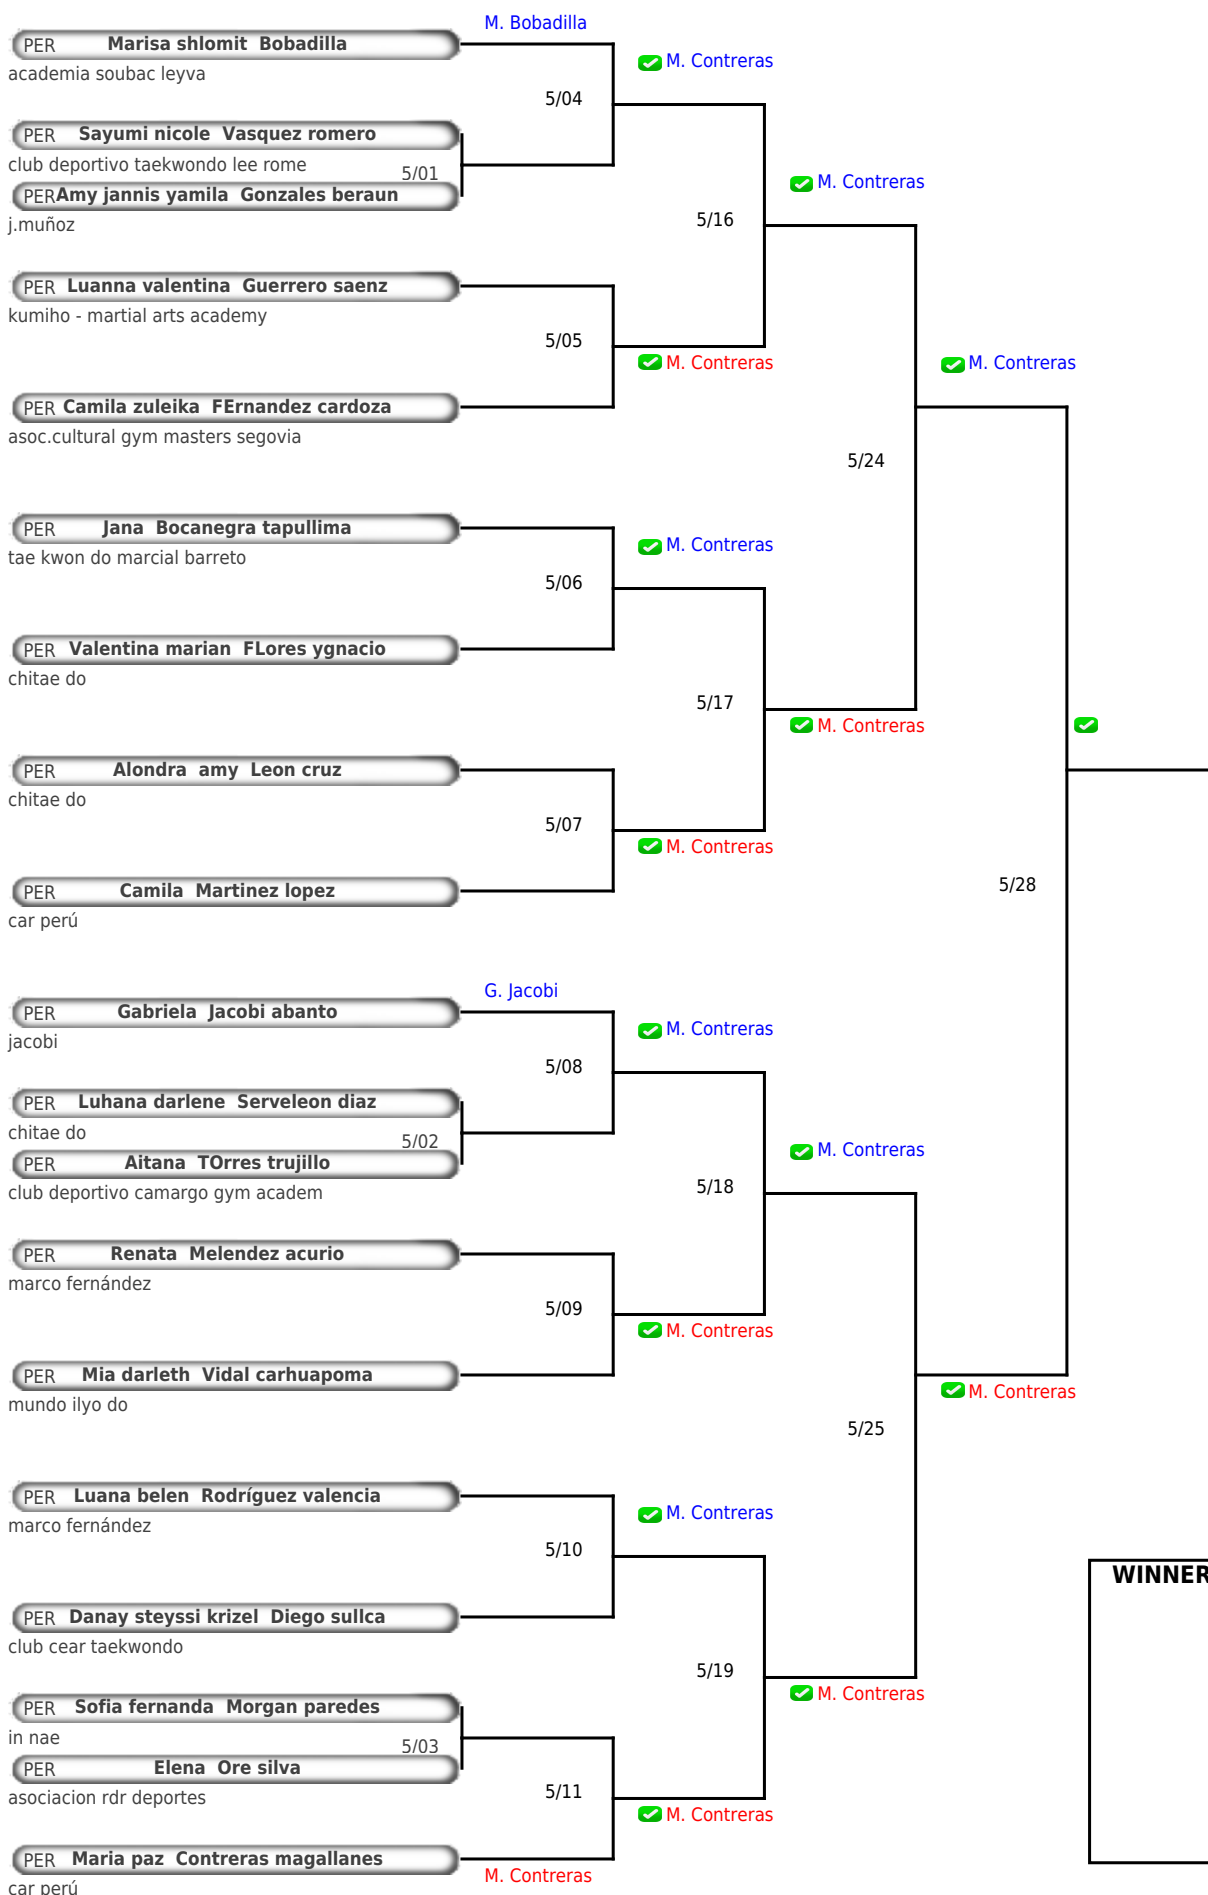 M. Bobadilla
PER Marisa shlomit Bobadilla
academia soubac leyva
M. Contreras
5/04
PER Sayumi nicole Vasquez romero
club deportivo taekwondo lee rome
5/01
PER Amy jannis yamila Gonzales beraun
j.muñoz
M. Contreras
5/16
PER Luanna valentina Guerrero saenz
kumiho - martial arts academy
5/05
M. Contreras
M. Contreras
PER Camila zuleika FErnandez cardoza
asoc.cultural gym masters segovia
5/24
PER Jana Bocanegra tapullima
tae kwon do marcial barreto
M. Contreras
5/06
PER Valentina marian FLores ygnacio
chitae do
5/17
M. Contreras
PER Alondra amy Leon cruz
chitae do
5/07
M. Contreras
PER Camila Martinez lopez
car perú
5/28
G. Jacobi
PER Gabriela Jacobi abanto
jacobi
M. Contreras
5/08
PER Luhana darlene Serveleon diaz
chitae do
5/02
PER Aitana TOrres trujillo
club deportivo camargo gym academ
M. Contreras
5/18
PER Renata Melendez acurio
marco fernández
5/09
M. Contreras
PER Mia darleth Vidal carhuapoma
mundo ilyo do
M. Contreras
5/25
PER Luana belen Rodríguez valencia
marco fernández
M. Contreras
5/10
WINNER
PER Danay steyssi krizel Diego sullca
club cear taekwondo
5/19
M. Contreras
PER Sofia fernanda Morgan paredes
in nae
5/03
PER Elena Ore silva
asociacion rdr deportes
5/11
M. Contreras
PER Maria paz Contreras magallanes
M. Contreras
car perú